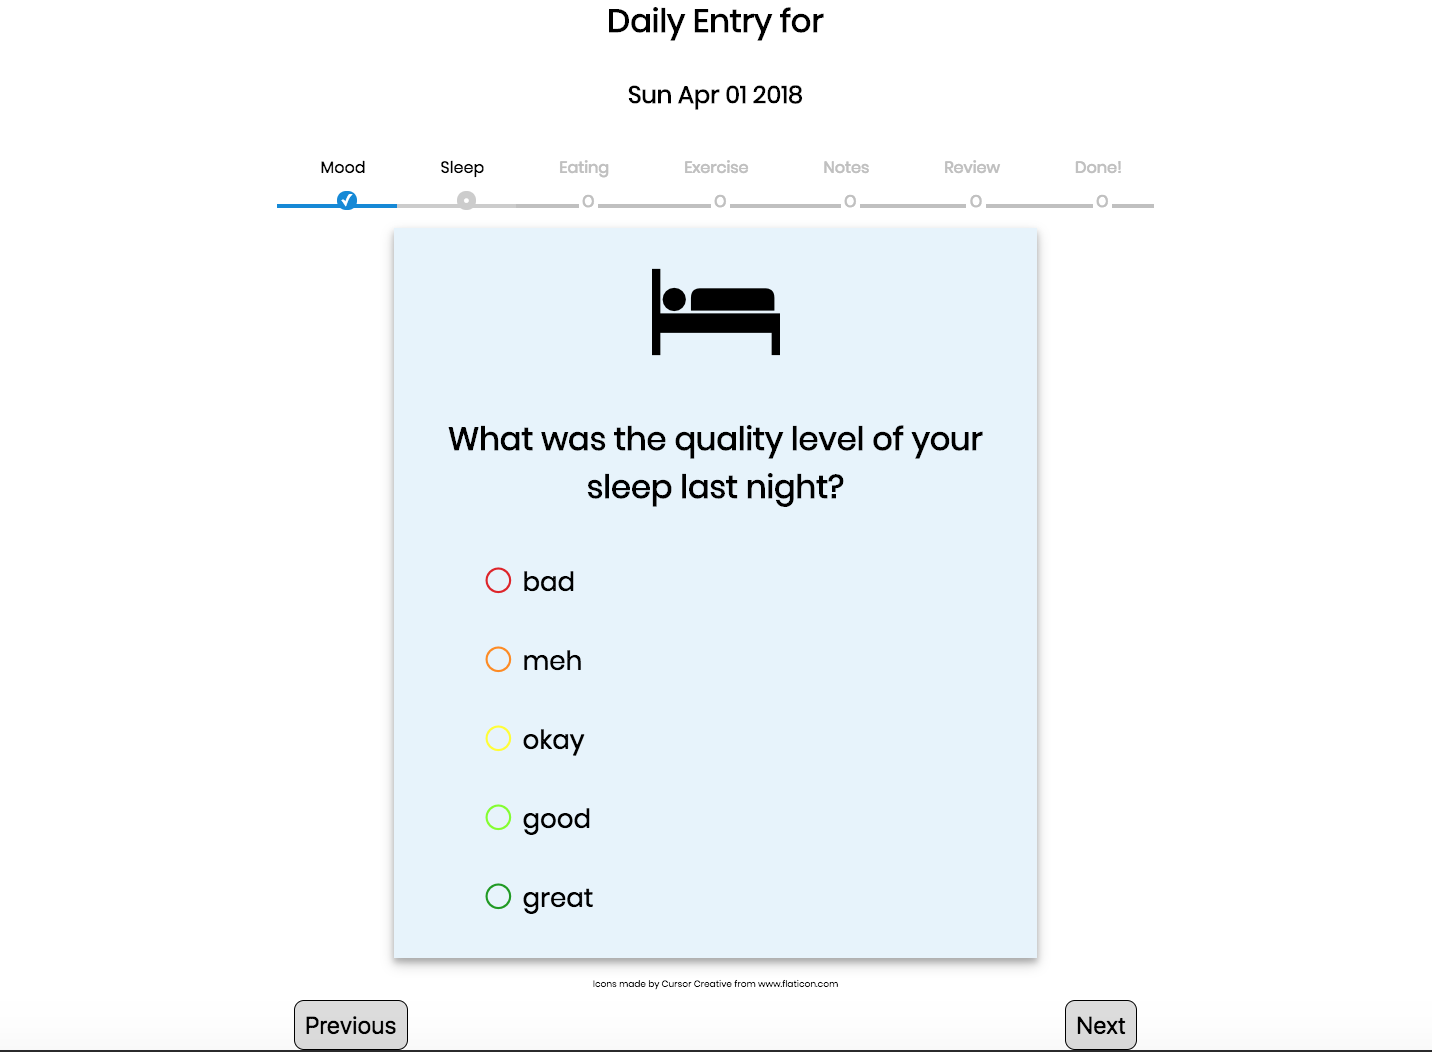 Daily Entry for
Sun Apr 01 2018
Mood Sleep Eating Exercise Notes Review Done!
What was the quality level of your
sleep last night?
bad
meh
okay
good
great
Icons made by Cursor Creative from www.flaticon.com
Previous Next